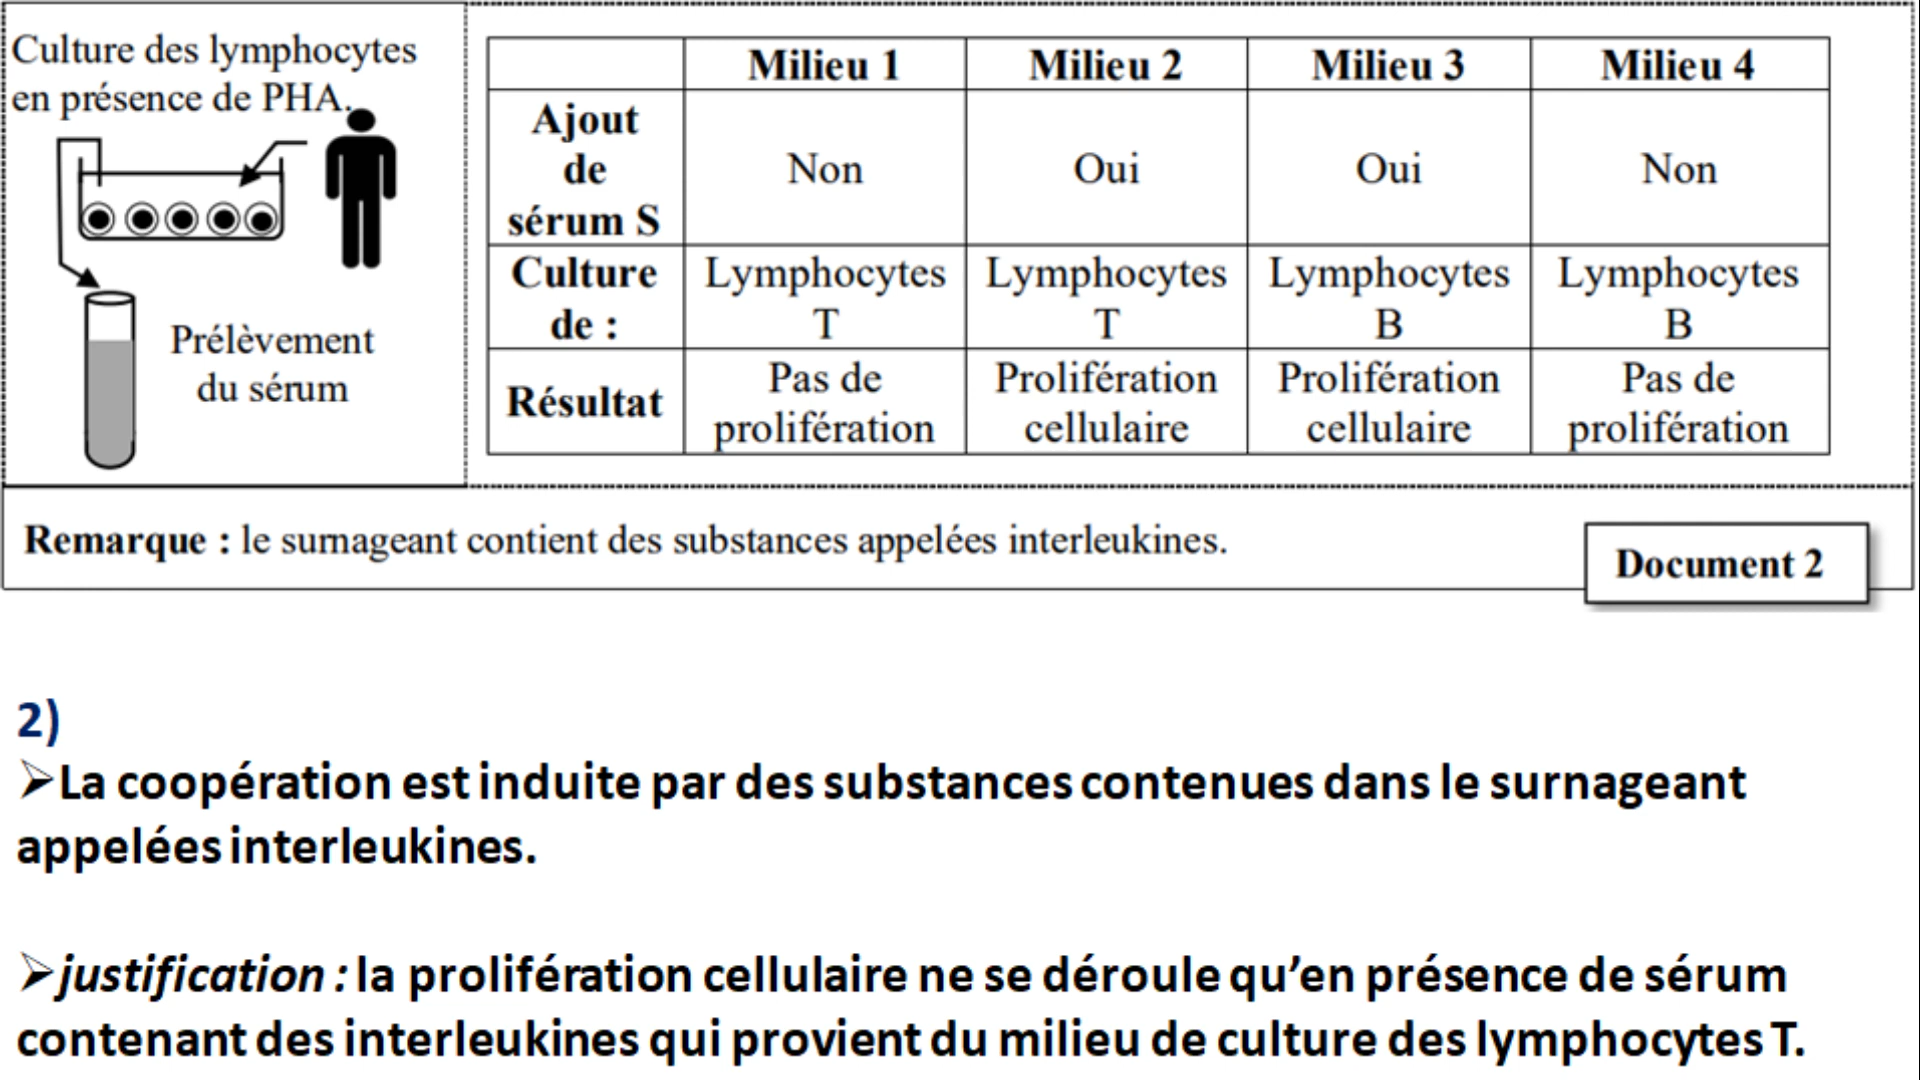 Culture des lymphocytes
en présence de PHA.
Prélèvement
du sérum
Milieu 1 Milieu 2 Milieu 3 Milieu 4
Ajout
de
sérum S
Non Oui Oui Non
Culture
de :
Lymphocytes
T
Lymphocytes
T
Lymphocytes
B
Lymphocytes
B
Résultat
Pas de
prolifération
Prolifération
cellulaire
Prolifération
cellulaire
Pas de
prolifération
Remarque : le surnageant contient des substances appelées interleukines.
Document 2
2)
➢La coopération est induite par des substances contenues dans le surnageant
appelées interleukines.
➢justification : la prolifération cellulaire ne se déroule qu’en présence de sérum
contenant des interleukines qui provient du milieu de culture des lymphocytes T.